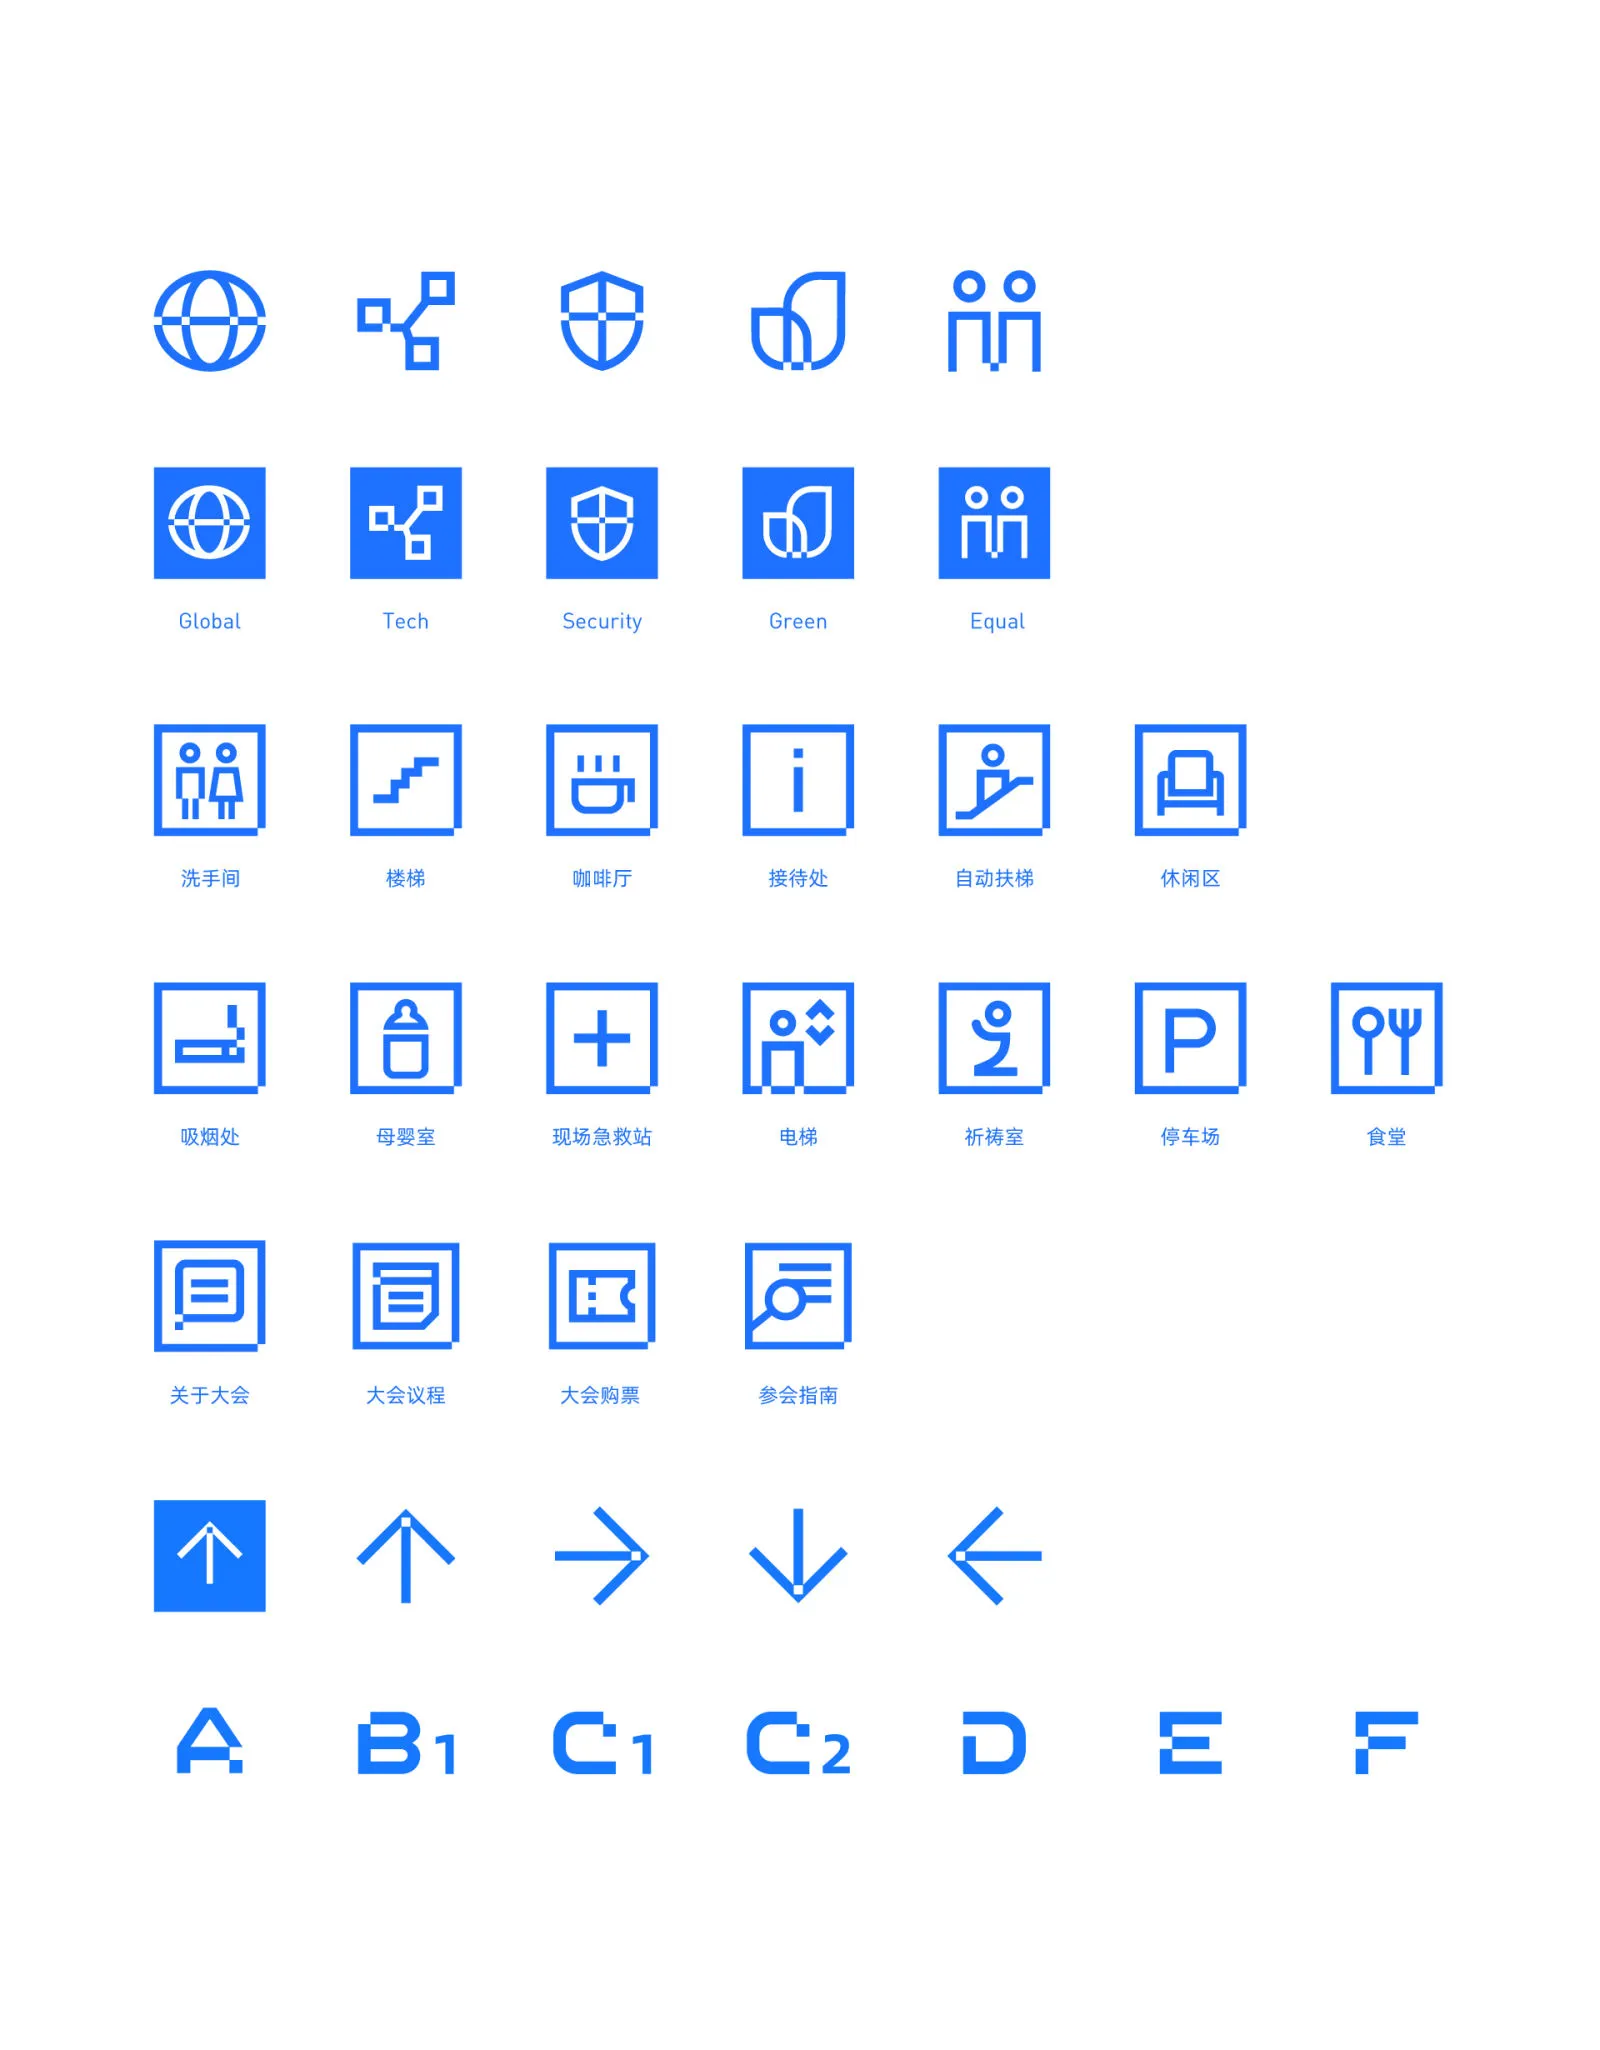 Global Tech Security Green Equal
洗手间 楼梯 咖啡厅 接待处 自动扶梯 休闲区
P
吸烟处 母婴室 现场急救站 电梯 祈祷室 停车场 食堂
关于大会 大会议程 大会购票 参会指南
A B1 C1 C2 D E F